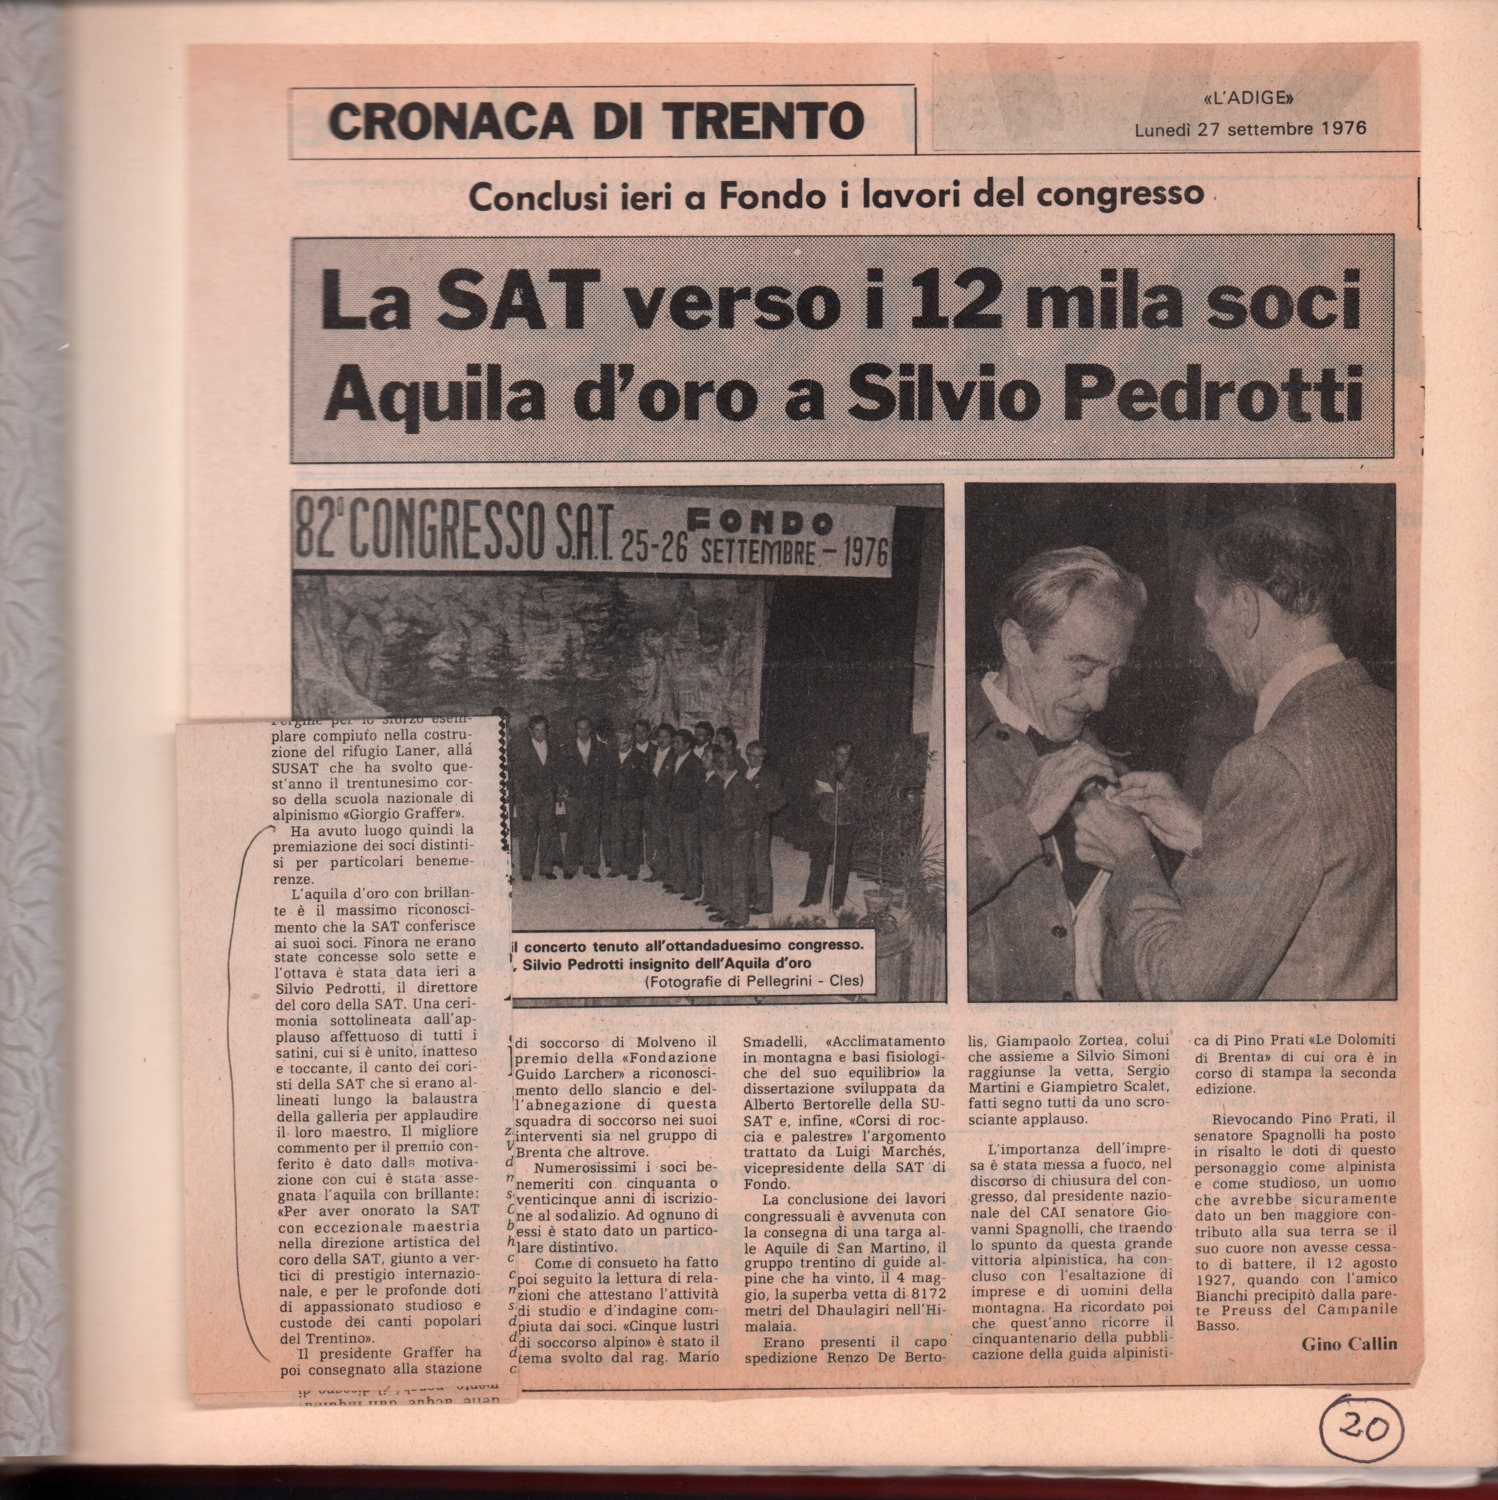 CRONACA DI TRENTO
«L'ADIGE»
Lunedì 27 settembre 1976
Conclusi ieri a Fondo i lavori del congresso
La SAT verso i 12 mila soci
Aquila d'oro a Silvio Pedrotti
82° CONGRESSO S.A.T. 25-26 SETTEMBRE - 1976
FONDO
il concerto tenuto all'ottandaduesimo congresso.
, Silvio Pedrotti insignito dell'Aquila d'oro
(Fotografie di Pellegrini - Cles)
Pergine per lo sforzo esem-
plare compiuto nella costru-
zione del rifugio Laner, allá
SUSAT che ha svolto que-
st'anno il trentunesimo cor-
so della scuola nazionale di
alpinismo «Giorgio Graffer».
Ha avuto luogo quindi la
premiazione dei soci distinti-
si per particolari beneme-
renze.
L'aquila d'oro con brillan-
te è il massimo riconosci-
mento che la SAT conferisce
ai suoi soci. Finora ne erano
state concesse solo sette e
l'ottava è stata data ieri a
Silvio Pedrotti, il direttore
del coro della SAT. Una ceri-
monia sottolineata dall'ap-
plauso affettuoso di tutti i
satini, cui si è unito, inatteso
e toccante, il canto dei cori-
sti della SAT che si erano al-
lineati lungo la balaustra
della galleria per applaudire
il loro maestro. Il migliore
commento per il premio con-
ferito è dato dalla motiva-
zione con cui è stata asse-
gnata l'aquila con brillante:
«Per aver onorato la SAT
con eccezionale maestria
nella direzione artistica del
coro della SAT, giunto a ver-
tici di prestigio internazio-
nale, e per le profonde doti
di appassionato studioso e
custode dei canti popolari
del Trentino».
Il presidente Graffer ha
poi consegnato alla stazione
di soccorso di Molveno il
premio della «Fondazione
Guido Larcher» a riconosci-
mento dello slancio e del-
l'abnegazione di questa
squadra di soccorso nei suoi
interventi sia nel gruppo di
Brenta che altrove.
Numerosissimi i soci be-
nemeriti con cinquanta o
venticinque anni di iscrizio-
ne al sodalizio. Ad ognuno di
essi è stato dato un partico-
lare distintivo.
Come di consueto ha fatto
poi seguito la lettura di rela-
zioni che attestano l'attività
di studio e d'indagine com-
piuta dai soci. «Cinque lustri
di soccorso alpino» è stato il
tema svolto dal rag. Mario
Smadelli, «Acclimatamento
in montagna e basi fisiologi-
che del suo equilibrio» la
dissertazione sviluppata da
Alberto Bertorelle della SU-
SAT e, infine, «Corsi di roc-
cia e palestre» l'argomento
trattato da Luigi Marchés,
vicepresidente della SAT di
Fondo.
La conclusione dei lavori
congressuali è avvenuta con
la consegna di una targa al-
le Aquile di San Martino, il
gruppo trentino di guide al-
pine che ha vinto, il 4 mag-
gio, la superba vetta di 8172
metri del Dhaulagiri nell'Hi-
malaia.
Erano presenti il capo
spedizione Renzo De Berto-
lis, Giampaolo Zortea, colui
che assieme a Silvio Simoni
raggiunse la vetta, Sergio
Martini e Giampietro Scalet,
fatti segno tutti da uno scro-
sciante applauso.
L'importanza dell'impre-
sa è stata messa a fuoco, nel
discorso di chiusura del con-
gresso, dal presidente nazio-
nale del CAI senatore Gio-
vanni Spagnolli, che traendo
lo spunto da questa grande
vittoria alpinistica, ha con-
cluso con l'esaltazione di
imprese e di uomini della
montagna. Ha ricordato poi
che quest'anno ricorre il
cinquantenario della pubbli-
cazione della guida alpinisti-
ca di Pino Prati «Le Dolomiti
di Brenta» di cui ora è in
corso di stampa la seconda
edizione.
Rievocando Pino Prati, il
senatore Spagnolli ha posto
in risalto le doti di questo
personaggio come alpinista
e come studioso, un uomo
che avrebbe sicuramente
dato un ben maggiore con-
tributo alla sua terra se il
suo cuore non avesse cessa-
to di battere, il 12 agosto
1927, quando con l'amico
Bianchi precipitò dalla pare-
te Preuss del Campanile
Basso.
Gino Callin
20